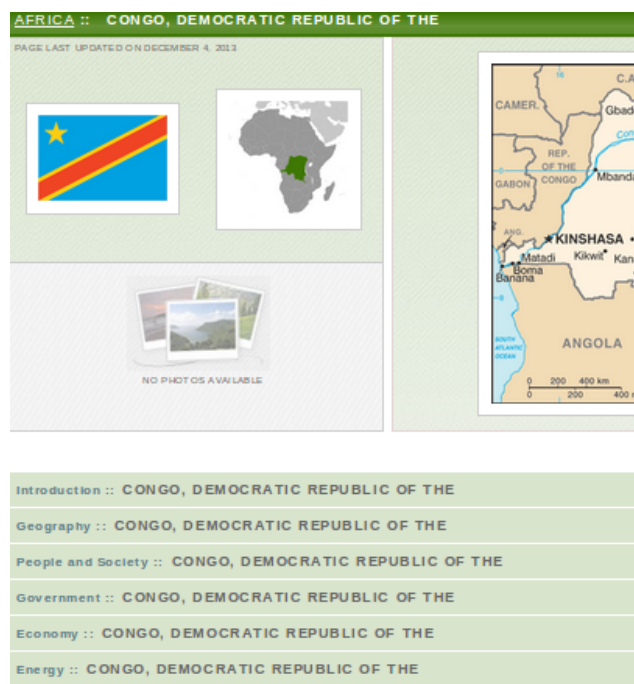 AFRICA :: CONGO, DEMOCRATIC REPUBLIC OF THE
PAGE LAST UPDATED ON DECEMBER 4, 2013
NO PHOTOS AVAILABLE
C.A
CAMER.
Gbad
Con
REP.
OF THE
CONGO
GABON
Mbanda
ANG.
KINSHASA
Matadi
Kikwit
Kan
Boma
Banana
SOUTH
ATLANTIC
OCEAN
ANGOLA
0 200 400 km
0 200 400 m
Introduction :: CONGO, DEMOCRATIC REPUBLIC OF THE
Geography :: CONGO, DEMOCRATIC REPUBLIC OF THE
People and Society :: CONGO, DEMOCRATIC REPUBLIC OF THE
Government :: CONGO, DEMOCRATIC REPUBLIC OF THE
Economy :: CONGO, DEMOCRATIC REPUBLIC OF THE
Energy :: CONGO, DEMOCRATIC REPUBLIC OF THE